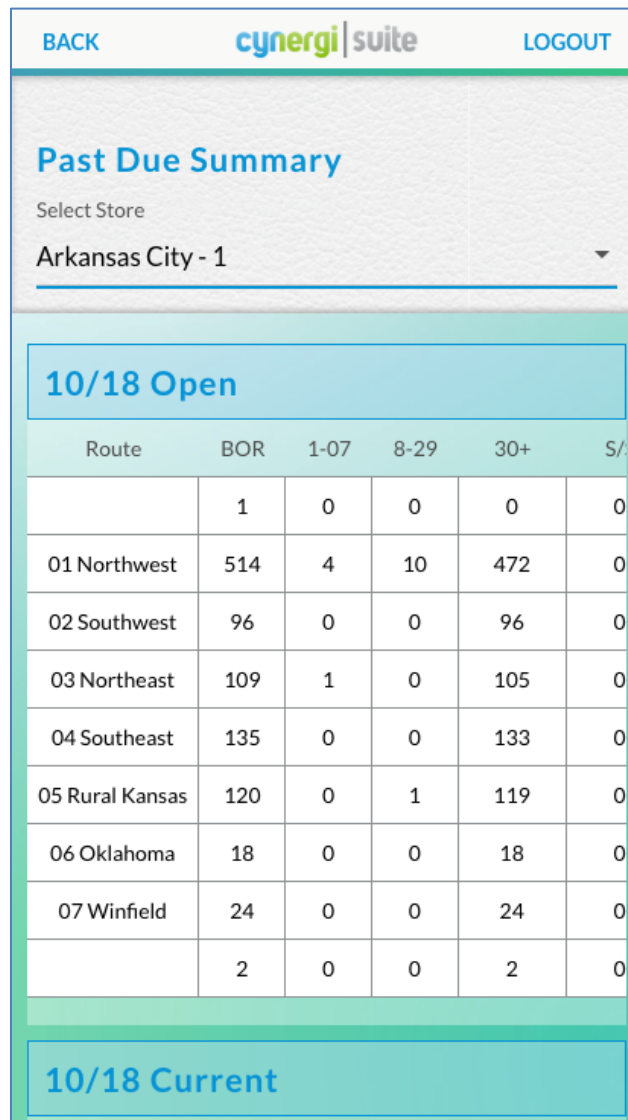 BACK cynergi|suite LOGOUT
Past Due Summary
Select Store
Arkansas City - 1
10/18 Open
Route BOR 1-07 8-29 30+ S/
1 0 0 0 0
01 Northwest 514 4 10 472 0
02 Southwest 96 0 0 96 0
03 Northeast 109 1 0 105 0
04 Southeast 135 0 0 133 0
05 Rural Kansas 120 0 1 119 0
06 Oklahoma 18 0 0 18 0
07 Winfield 24 0 0 24 0
2 0 0 2 0
10/18 Current